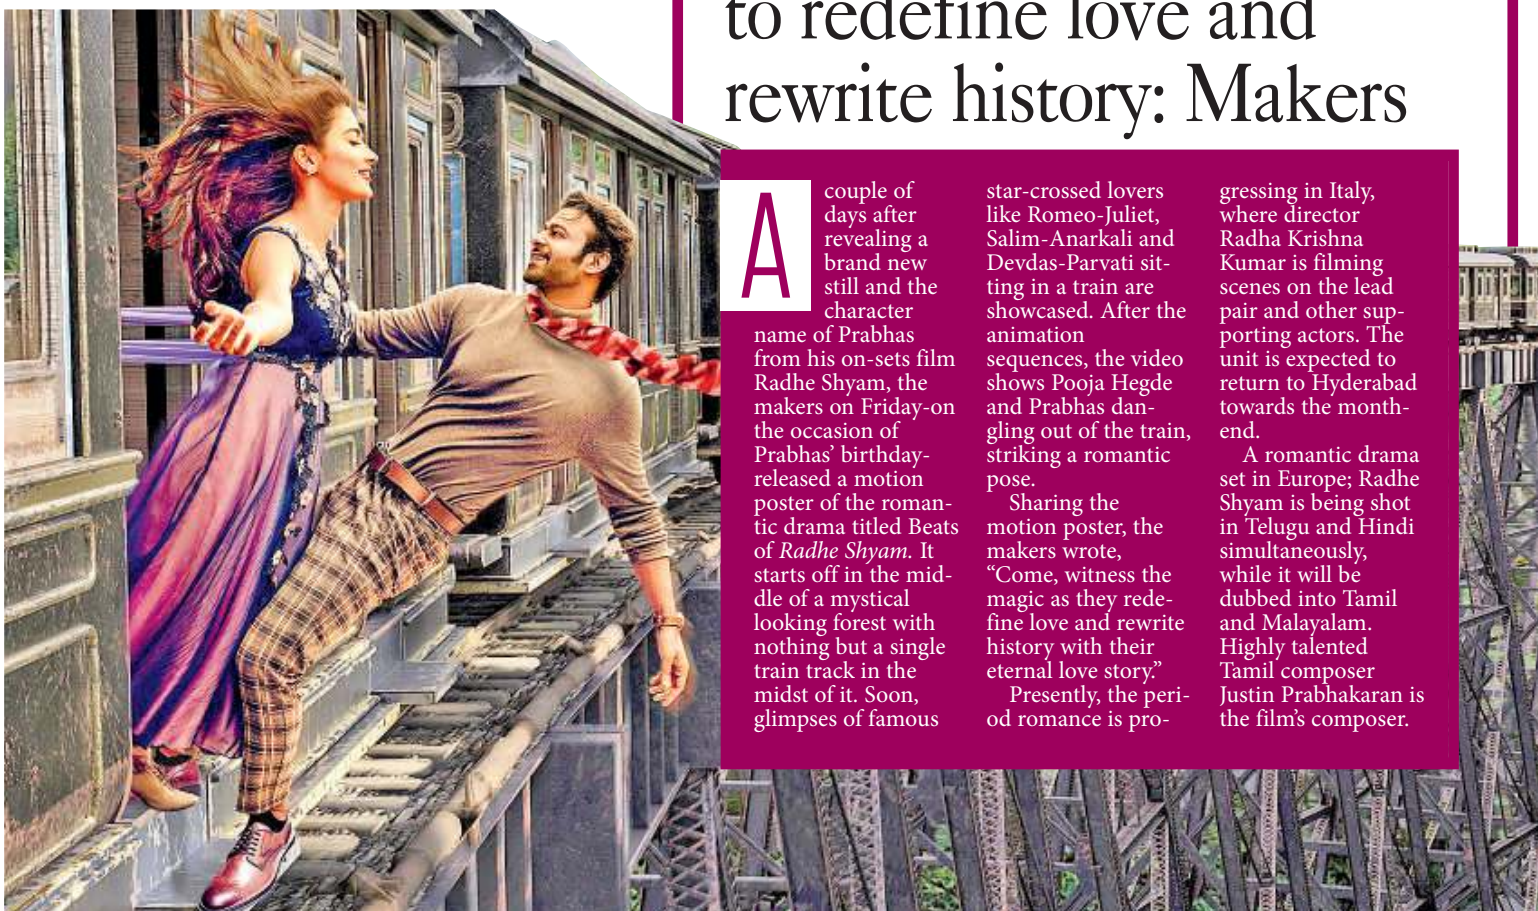 to redefine love and
rewrite history: Makers
A couple of
days after
revealing a
brand new
still and the
character
name of Prabhas
from his on-sets film
Radhe Shyam, the
makers on Friday-on
the occasion of
Prabhas’ birthday-
released a motion
poster of the roman-
tic drama titled Beats
of Radhe Shyam. It
starts off in the mid-
dle of a mystical
looking forest with
nothing but a single
train track in the
midst of it. Soon,
glimpses of famous
star-crossed lovers
like Romeo-Juliet,
Salim-Anarkali and
Devdas-Parvati sit-
ting in a train are
showcased. After the
animation
sequences, the video
shows Pooja Hegde
and Prabhas dan-
gling out of the train,
striking a romantic
pose.
Sharing the
motion poster, the
makers wrote,
“Come, witness the
magic as they rede-
fine love and rewrite
history with their
eternal love story.”
Presently, the peri-
od romance is pro-
gressing in Italy,
where director
Radha Krishna
Kumar is filming
scenes on the lead
pair and other sup-
porting actors. The
unit is expected to
return to Hyderabad
towards the month-
end.
A romantic drama
set in Europe; Radhe
Shyam is being shot
in Telugu and Hindi
simultaneously,
while it will be
dubbed into Tamil
and Malayalam.
Highly talented
Tamil composer
Justin Prabhakaran is
the film’s composer.